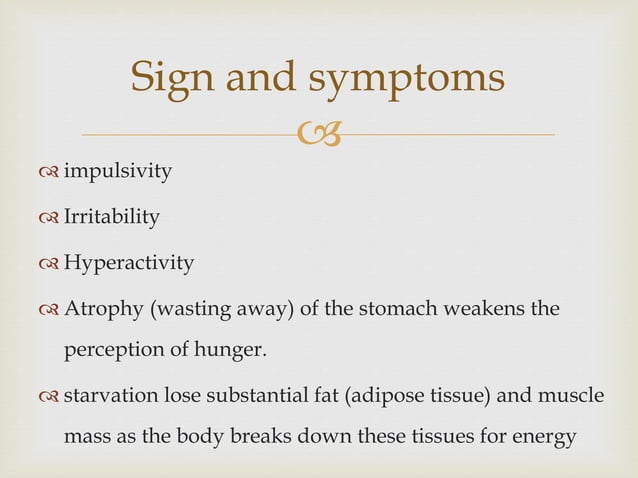 Sign and symptoms
impulsivity
Irritability
Hyperactivity
Atrophy (wasting away) of the stomach weakens the
perception of hunger.
starvation lose substantial fat (adipose tissue) and muscle
mass as the body breaks down these tissues for energy